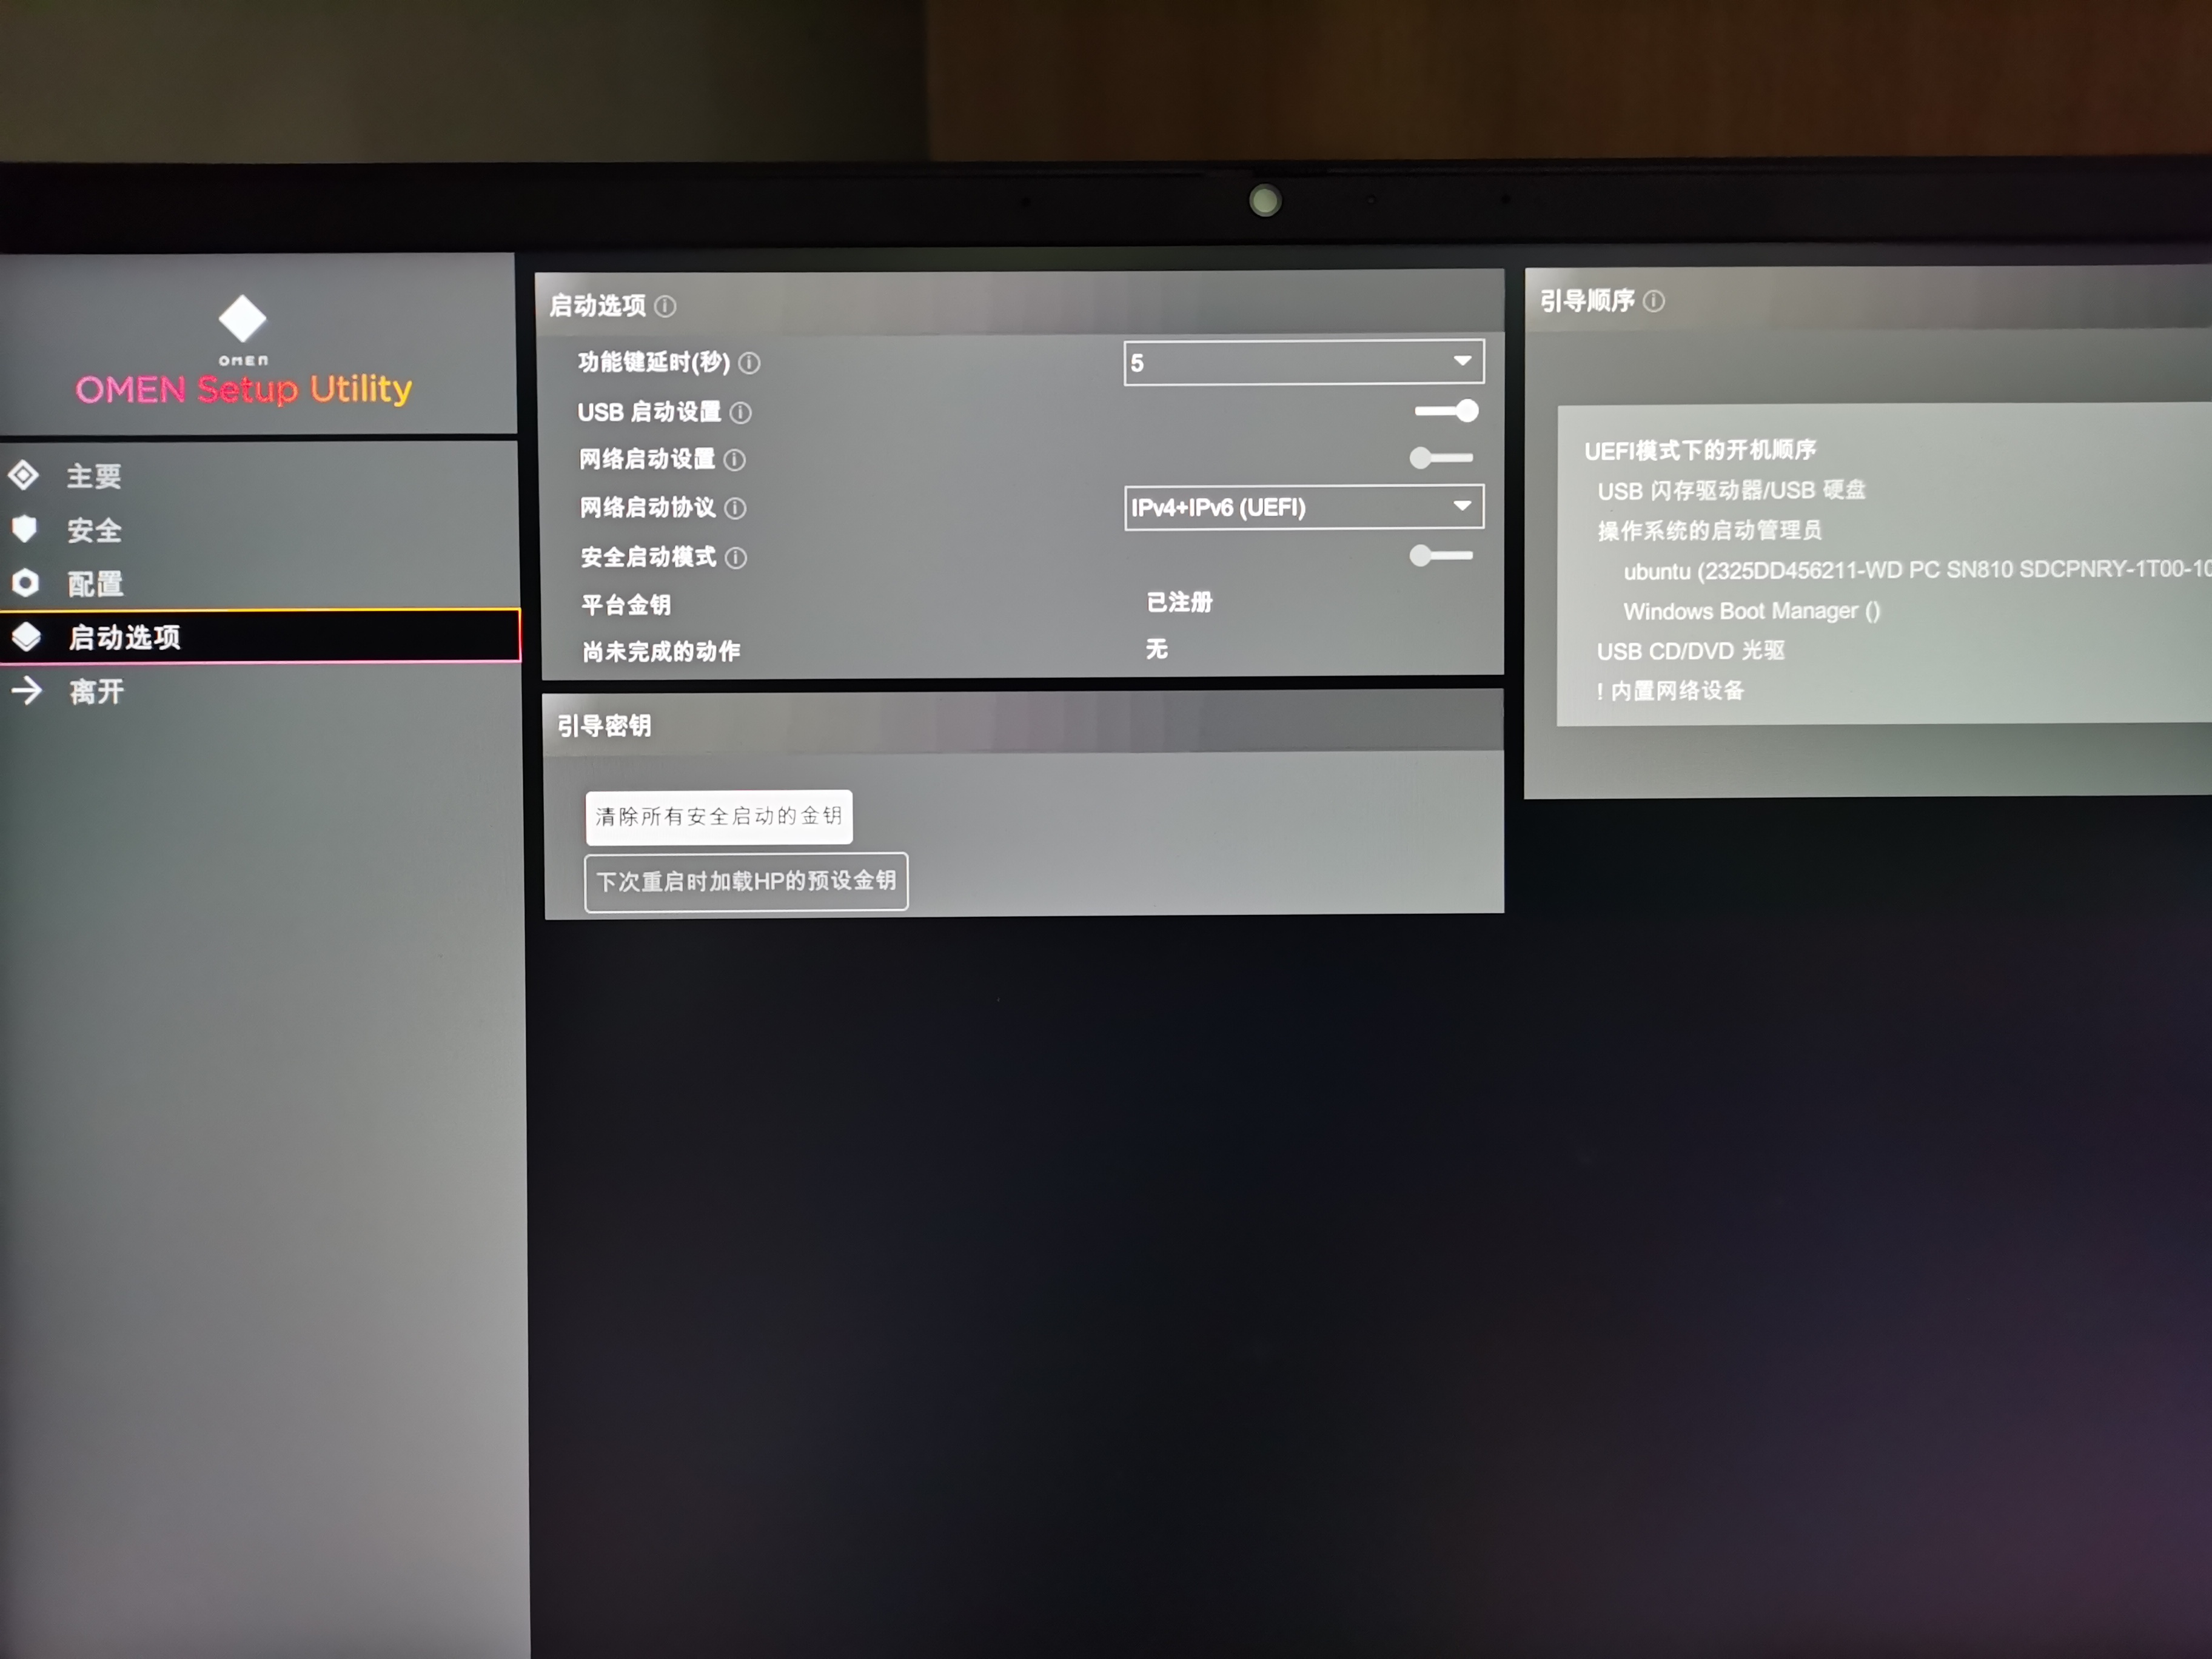 OMEN
OMEN Setup Utility
主要
安全
配置
启动选项
离开
启动选项
功能键延时(秒)
5
USB 启动设置
网络启动设置
网络启动协议
IPv4+IPv6 (UEFI)
安全启动模式
平台金钥
已注册
尚未完成的动作
无
引导密钥
清除所有安全启动的金钥
下次重启时加载HP的预设金钥
引导顺序
UEFI模式下的开机顺序
USB 闪存驱动器/USB 硬盘
操作系统的启动管理员
ubuntu (2325DD456211-WD PC SN810 SDCPNRY-1T00-10
Windows Boot Manager ()
USB CD/DVD 光驱
! 内置网络设备